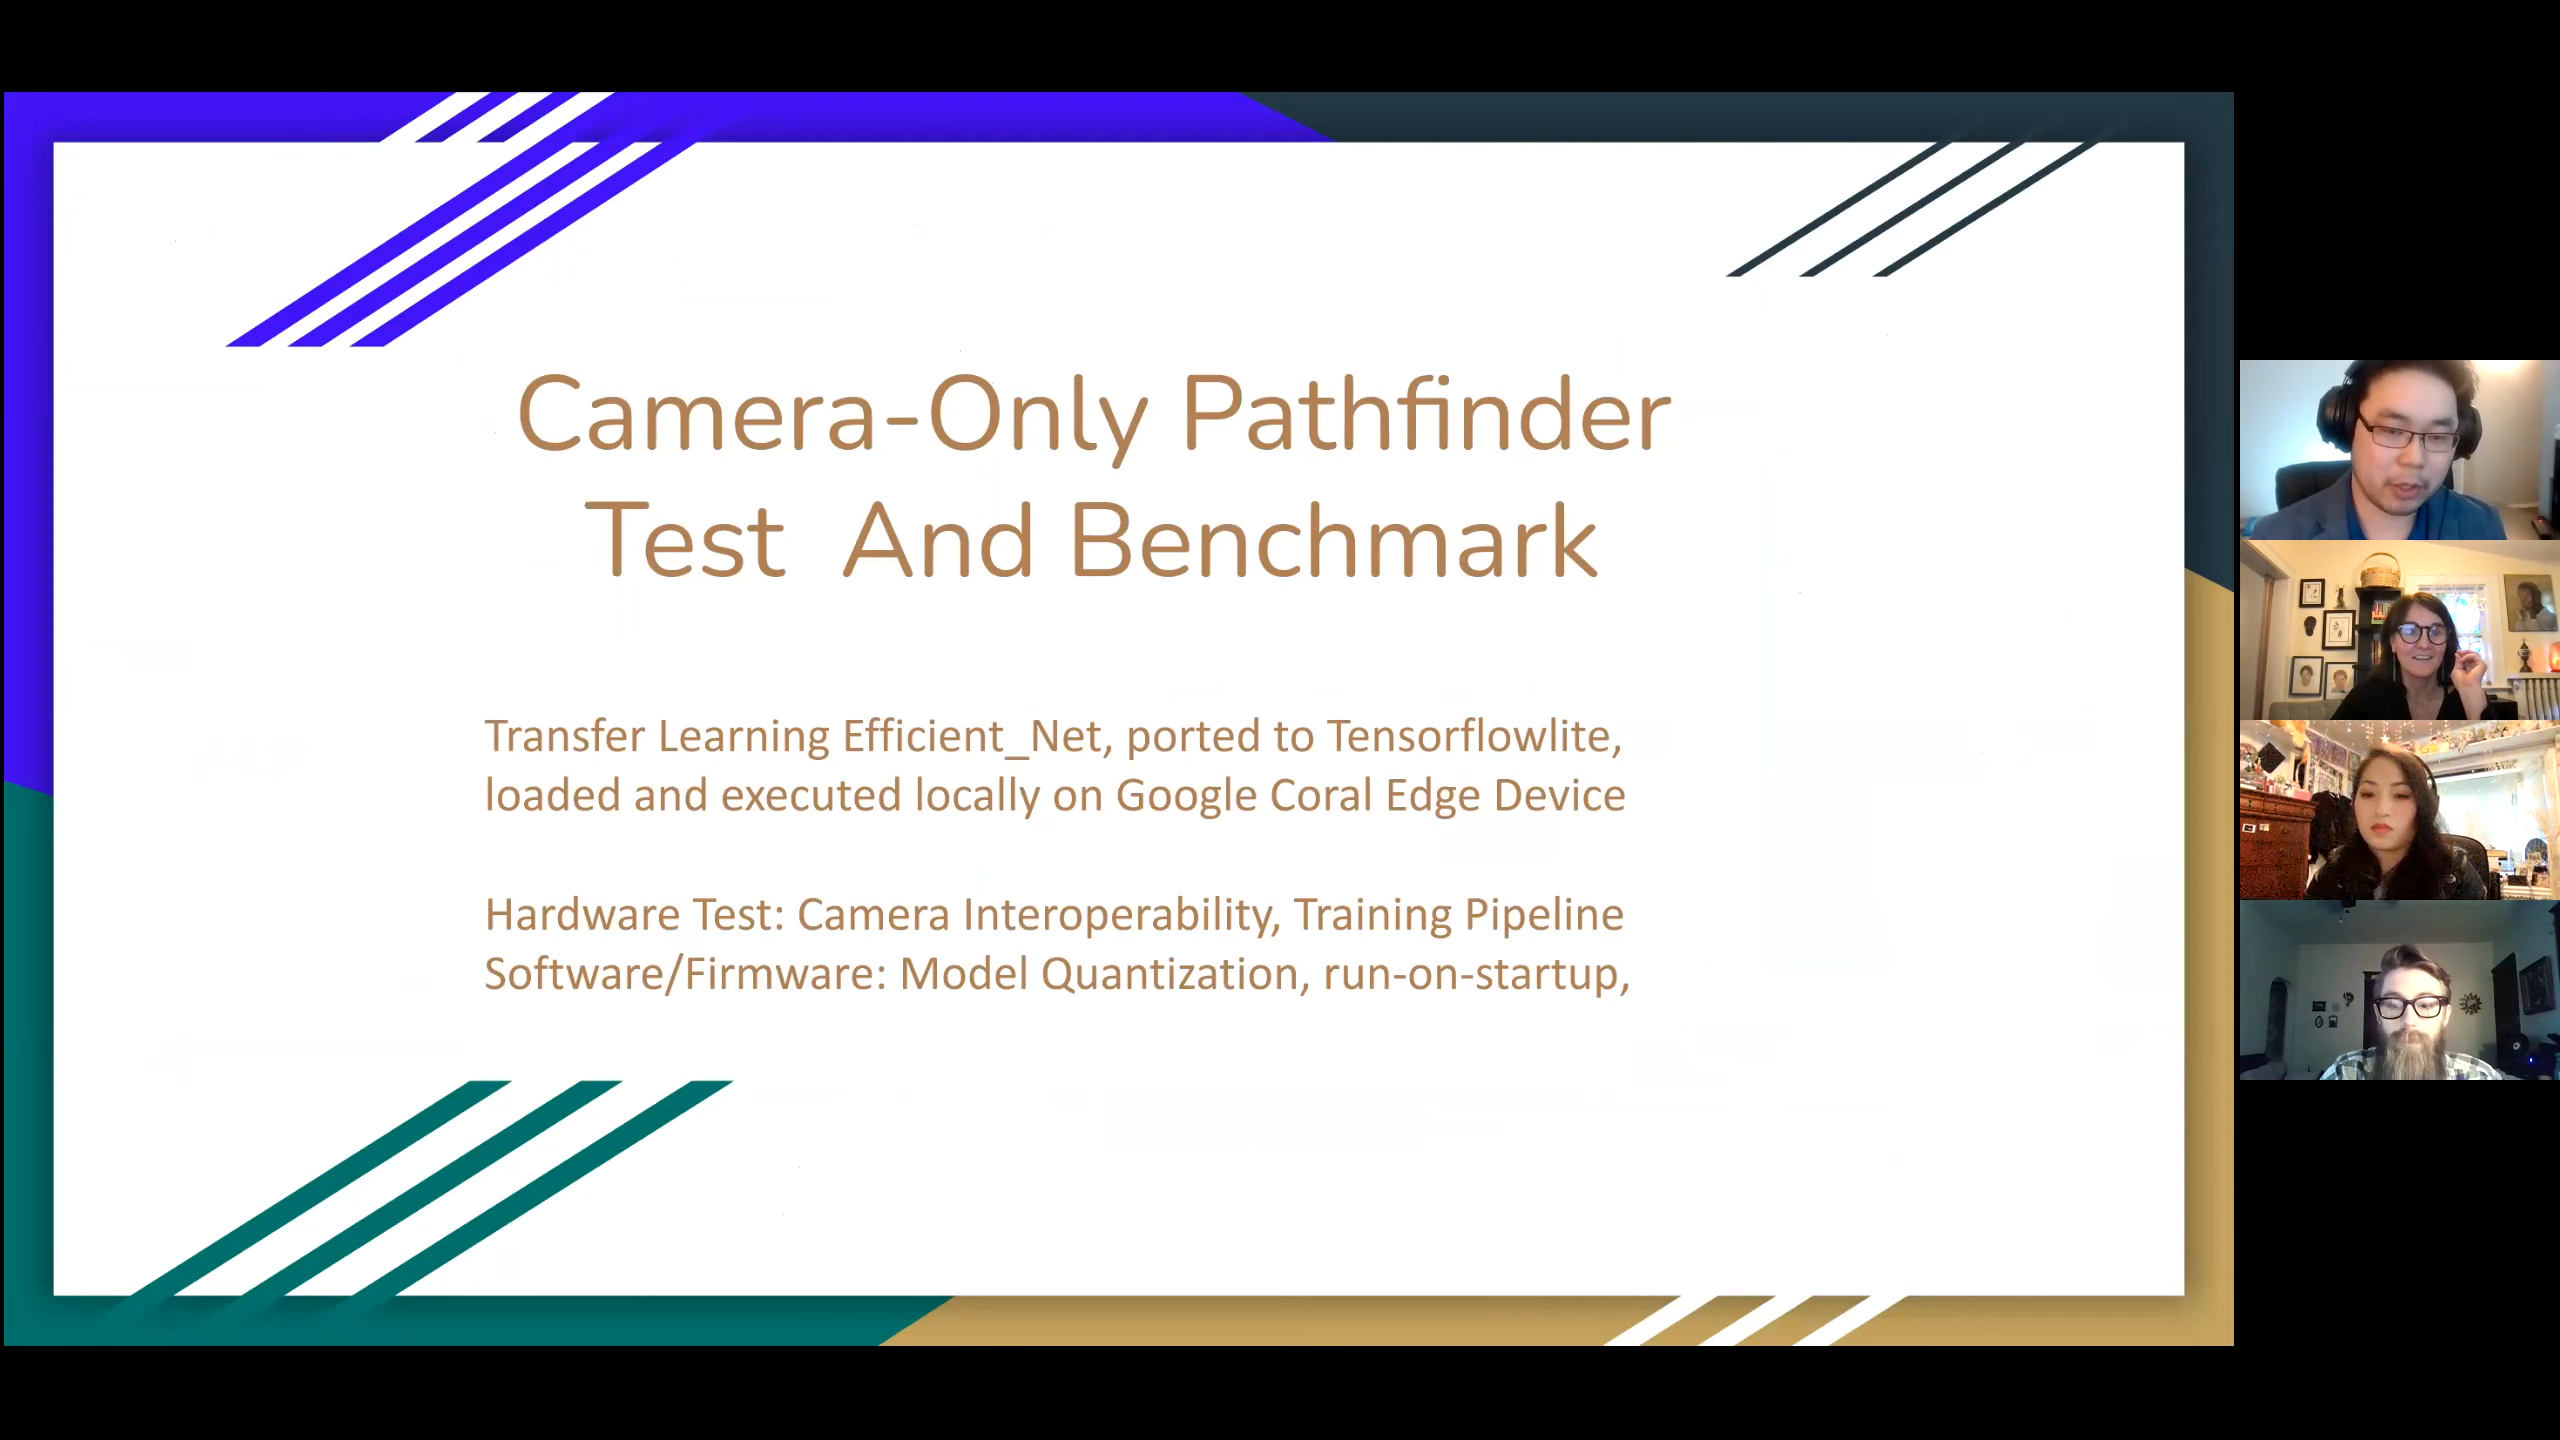 Camera-Only Pathfinder
Test  And Benchmark
Transfer Learning Efficient_Net, ported to Tensorflowlite,
loaded and executed locally on Google Coral Edge Device
Hardware Test: Camera Interoperability, Training Pipeline
Software/Firmware: Model Quantization, run-on-startup,